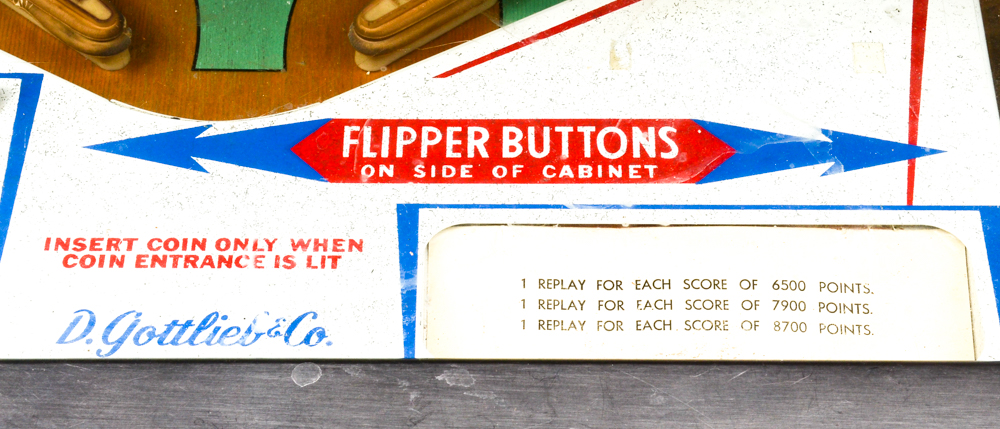 FLIPPER BUTTONS
ON SIDE OF CABINET
INSERT COIN ONLY WHEN
COIN ENTRANCE IS LIT
D. Gottlieb & Co.
1 REPLAY FOR EACH SCORE OF 6500 POINTS.
1 REPLAY FOR EACH SCORE OF 7900 POINTS.
1 REPLAY FOR EACH SCORE OF 8700 POINTS.